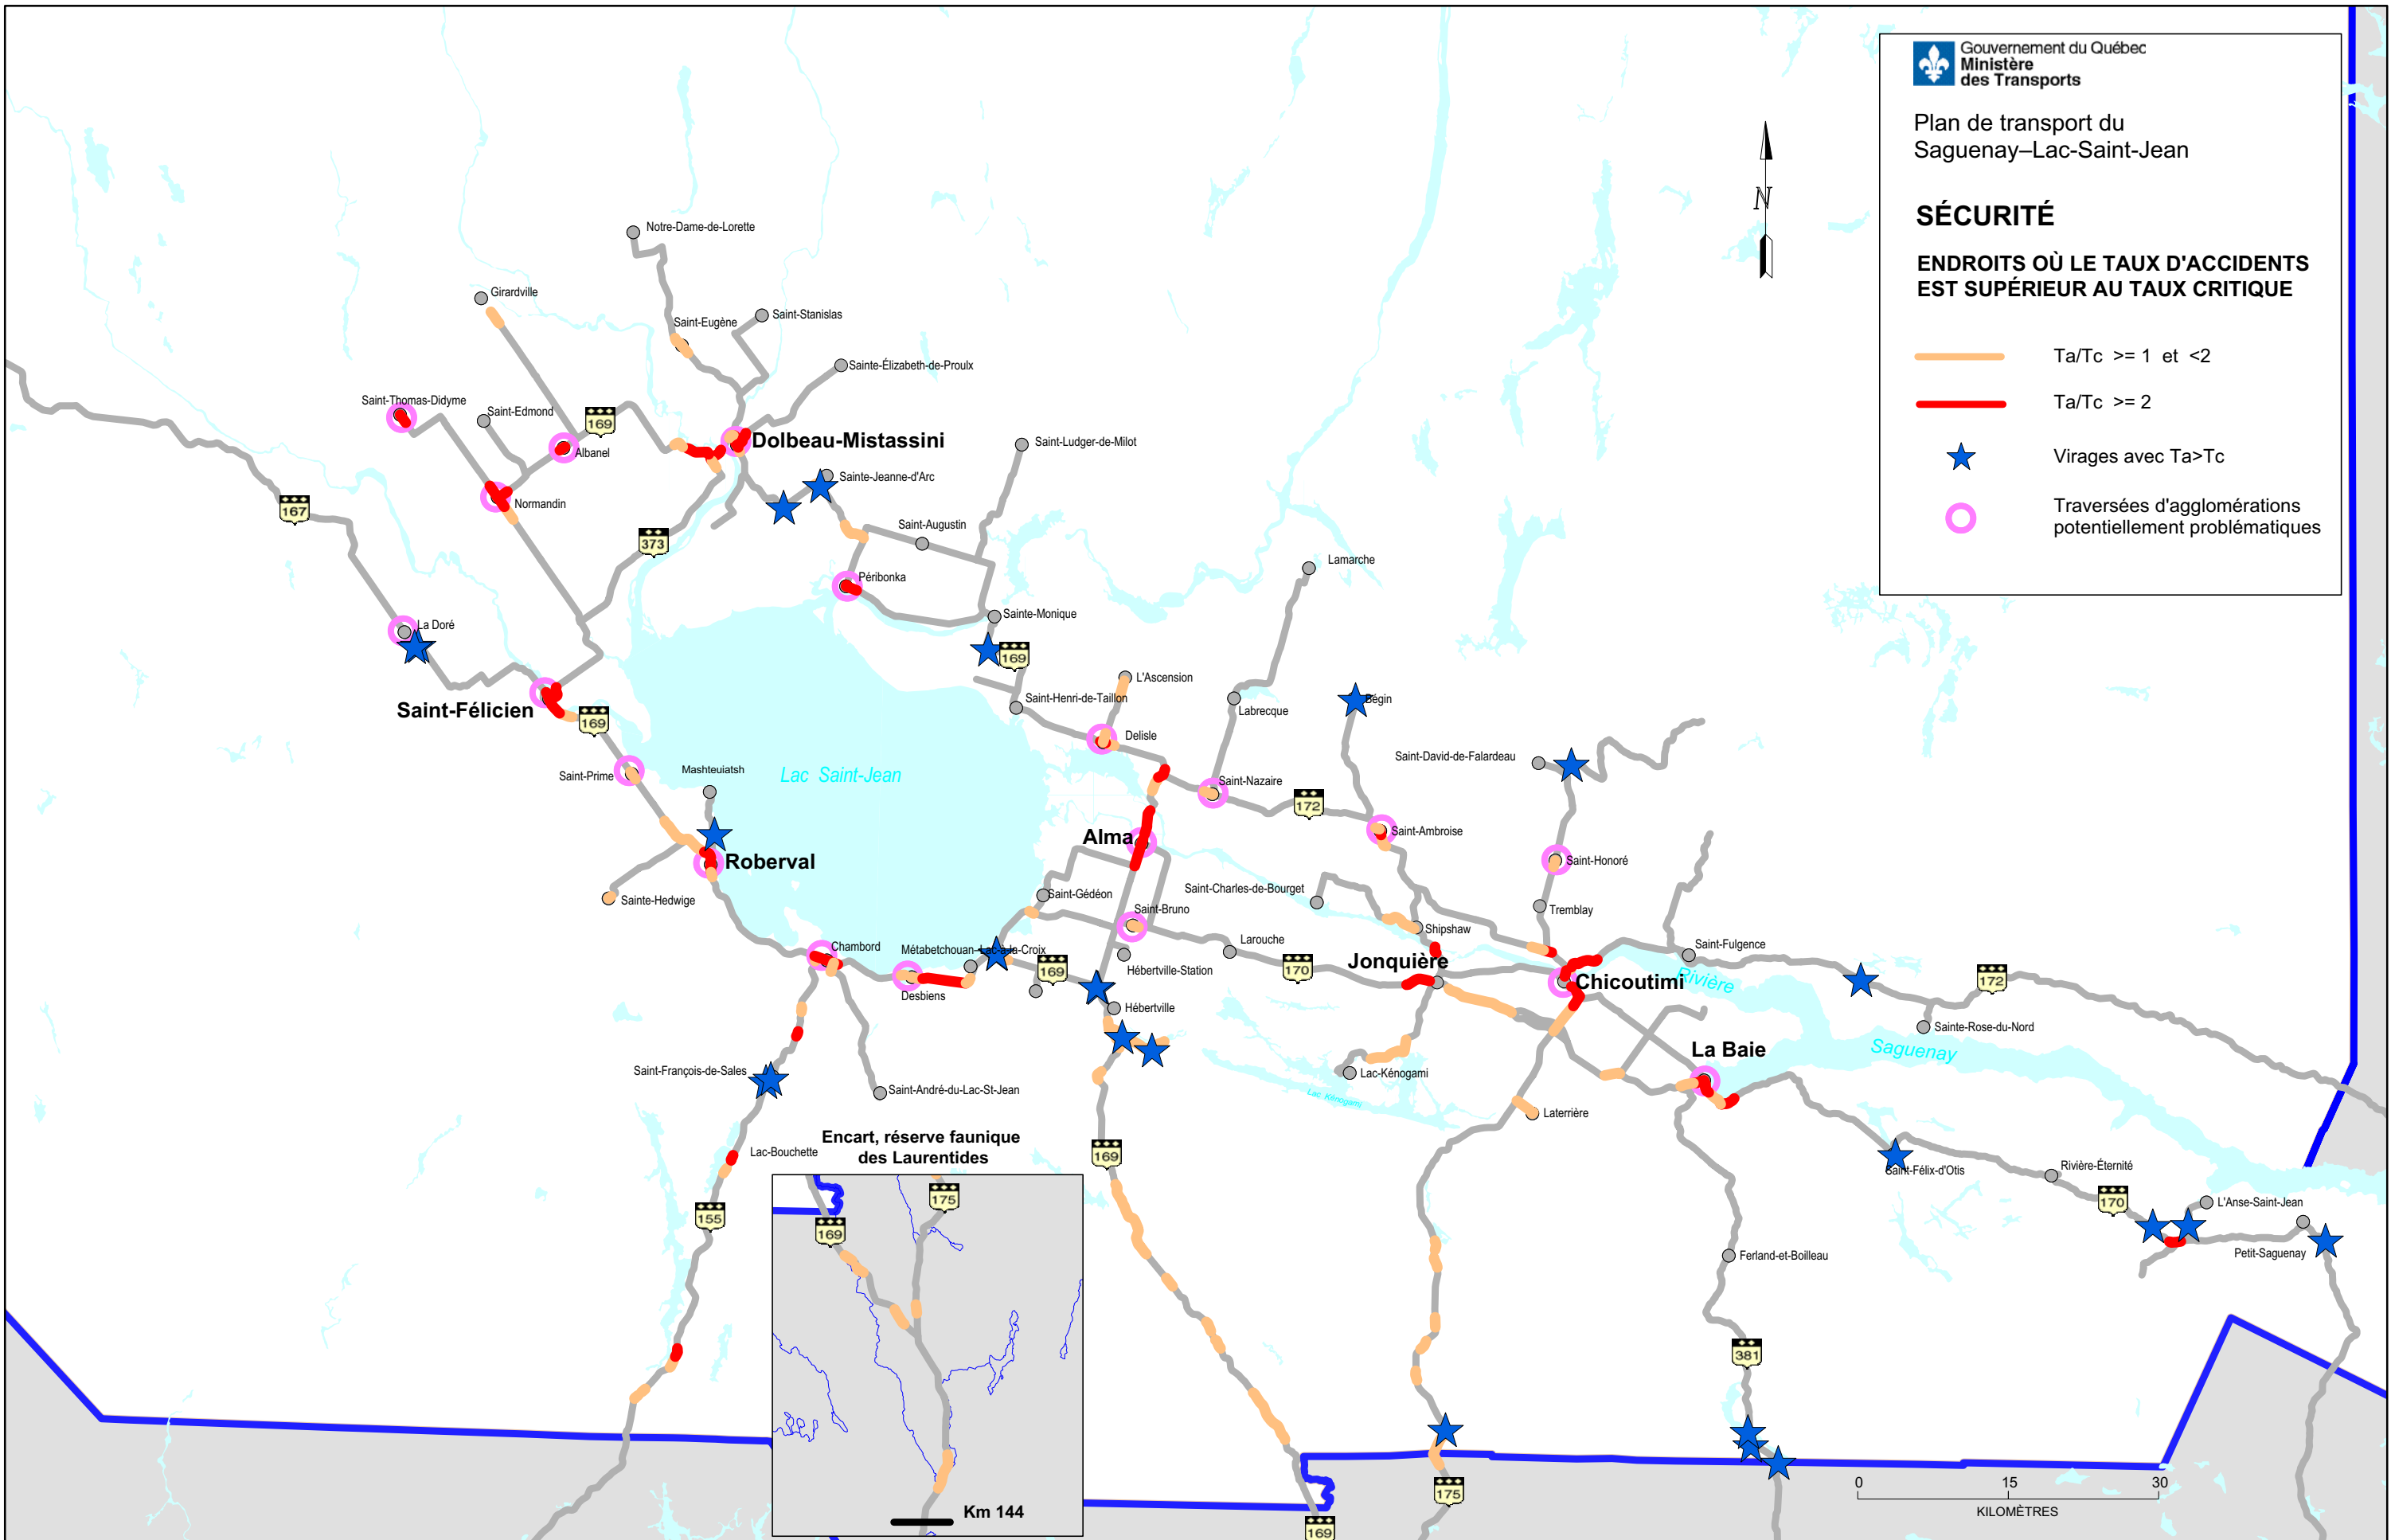 Gouvernement du Québec
Ministère
des Transports
Plan de transport du
Saguenay–Lac-Saint-Jean
SÉCURITÉ
ENDROITS OÙ LE TAUX D'ACCIDENTS
EST SUPÉRIEUR AU TAUX CRITIQUE
Ta/Tc >= 1 et <2
Ta/Tc >= 2
Virages avec Ta>Tc
Traversées d'agglomérations
potentiellement problématiques
N
Notre-Dame-de-Lorette
Girardville
Saint-Eugène
Saint-Stanislas
Sainte-Élizabeth-de-Proulx
Saint-Thomas-Didyme
Saint-Edmond
169
Albanel
Dolbeau-Mistassini
Saint-Ludger-de-Milot
Sainte-Jeanne-d'Arc
Normandin
167
373
Saint-Augustin
Lamarche
Péribonka
Sainte-Monique
La Doré
169
L'Ascension
Saint-Henri-de-Taillon
Labrecque
Bégin
Saint-Félicien
169
Delisle
Saint-David-de-Falardeau
Saint-Prime
Mashteuiatsh
Lac Saint-Jean
Saint-Nazaire
172
Saint-Ambroise
Alma
Roberval
Saint-Honoré
Sainte-Hedwige
Saint-Gédéon
Saint-Charles-de-Bourget
Saint-Bruno
Tremblay
Shipshaw
Chambord
Métabetchouan-Lac-à-la-Croix
Larouche
Saint-Fulgence
169
Hébertville-Station
170
Jonquière
Chicoutimi
Rivière
172
Desbiens
Hébertville
Sainte-Rose-du-Nord
La Baie
Saguenay
Saint-François-de-Sales
Saint-André-du-Lac-St-Jean
Lac-Kénogami
Lac Kénogami
Laterrière
Encart, réserve faunique
des Laurentides
Lac-Bouchette
169
Saint-Félix-d'Otis
Rivière-Éternité
170
L'Anse-Saint-Jean
Petit-Saguenay
155
175
169
Ferland-et-Boilleau
381
Km 144
175
169
0 15 30
KILOMÈTRES